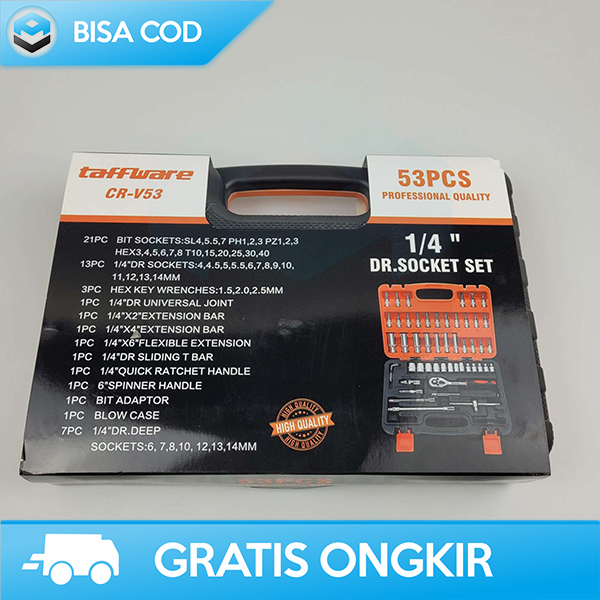 BISA COD
taffware
CR-V53
53PCS
PROFESSIONAL QUALITY
1/4 "
DR.SOCKET SET
21PC BIT SOCKETS:SL4,5.5,7 PH1,2,3 PZ1,2,3
HEX3,4,5,6,7,8 T10,15,20,25,30,40
13PC 1/4"DR SOCKETS:4,4.5,5,5.5,6,7,8,9,10,
11,12,13,14MM
3PC HEX KEY WRENCHES:1.5,2.0,2.5MM
1PC 1/4"DR UNIVERSAL JOINT
1PC 1/4"X2"EXTENSION BAR
1PC 1/4"X4"EXTENSION BAR
1PC 1/4"X6"FLEXIBLE EXTENSION
1PC 1/4"DR SLIDING T BAR
1PC 1/4"QUICK RATCHET HANDLE
1PC 6"SPINNER HANDLE
1PC BIT ADAPTOR
1PC BLOW CASE
7PC 1/4"DR.DEEP
SOCKETS:6, 7,8,10, 12,13,14MM
HIGH QUALITY
HIGH QUALITY
HIGH QUALITY
53PCS
GRATIS ONGKIR